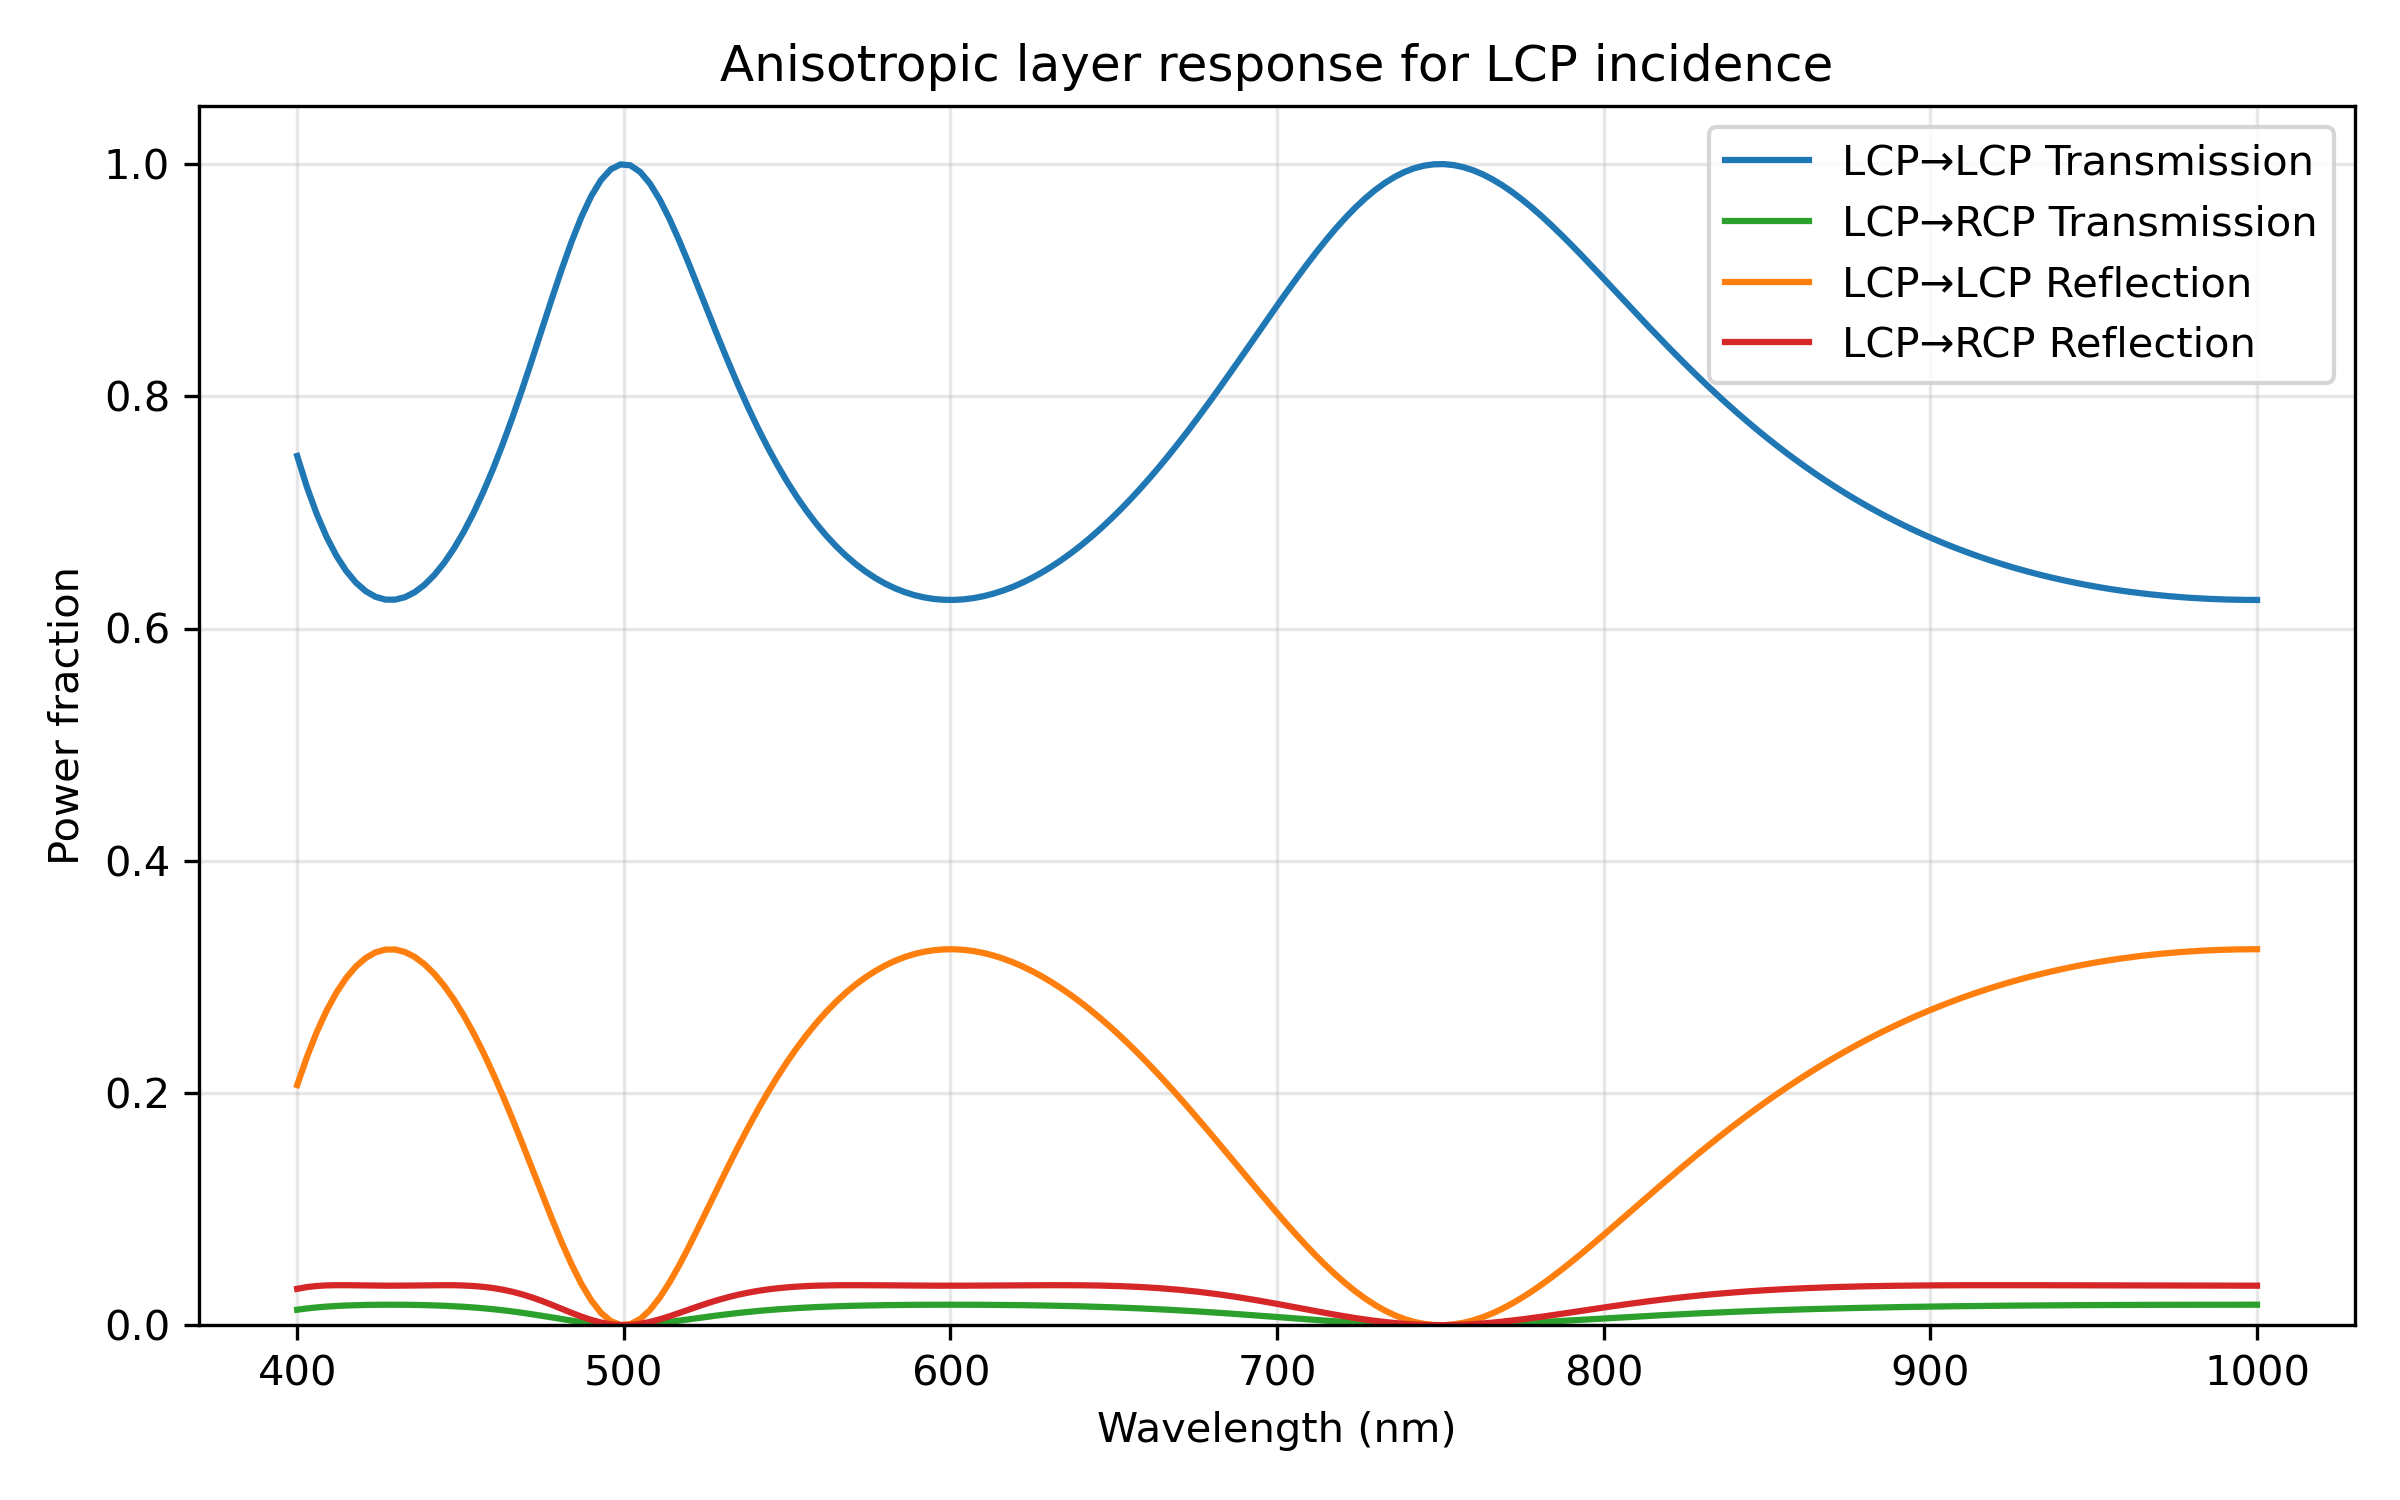 Anisotropic layer response for LCP incidence
LCP→LCP Transmission
LCP→RCP Transmission
LCP→LCP Reflection
LCP→RCP Reflection
Power fraction
1.0
0.8
0.6
0.4
0.2
0.0
400 500 600 700 800 900 1000
Wavelength (nm)